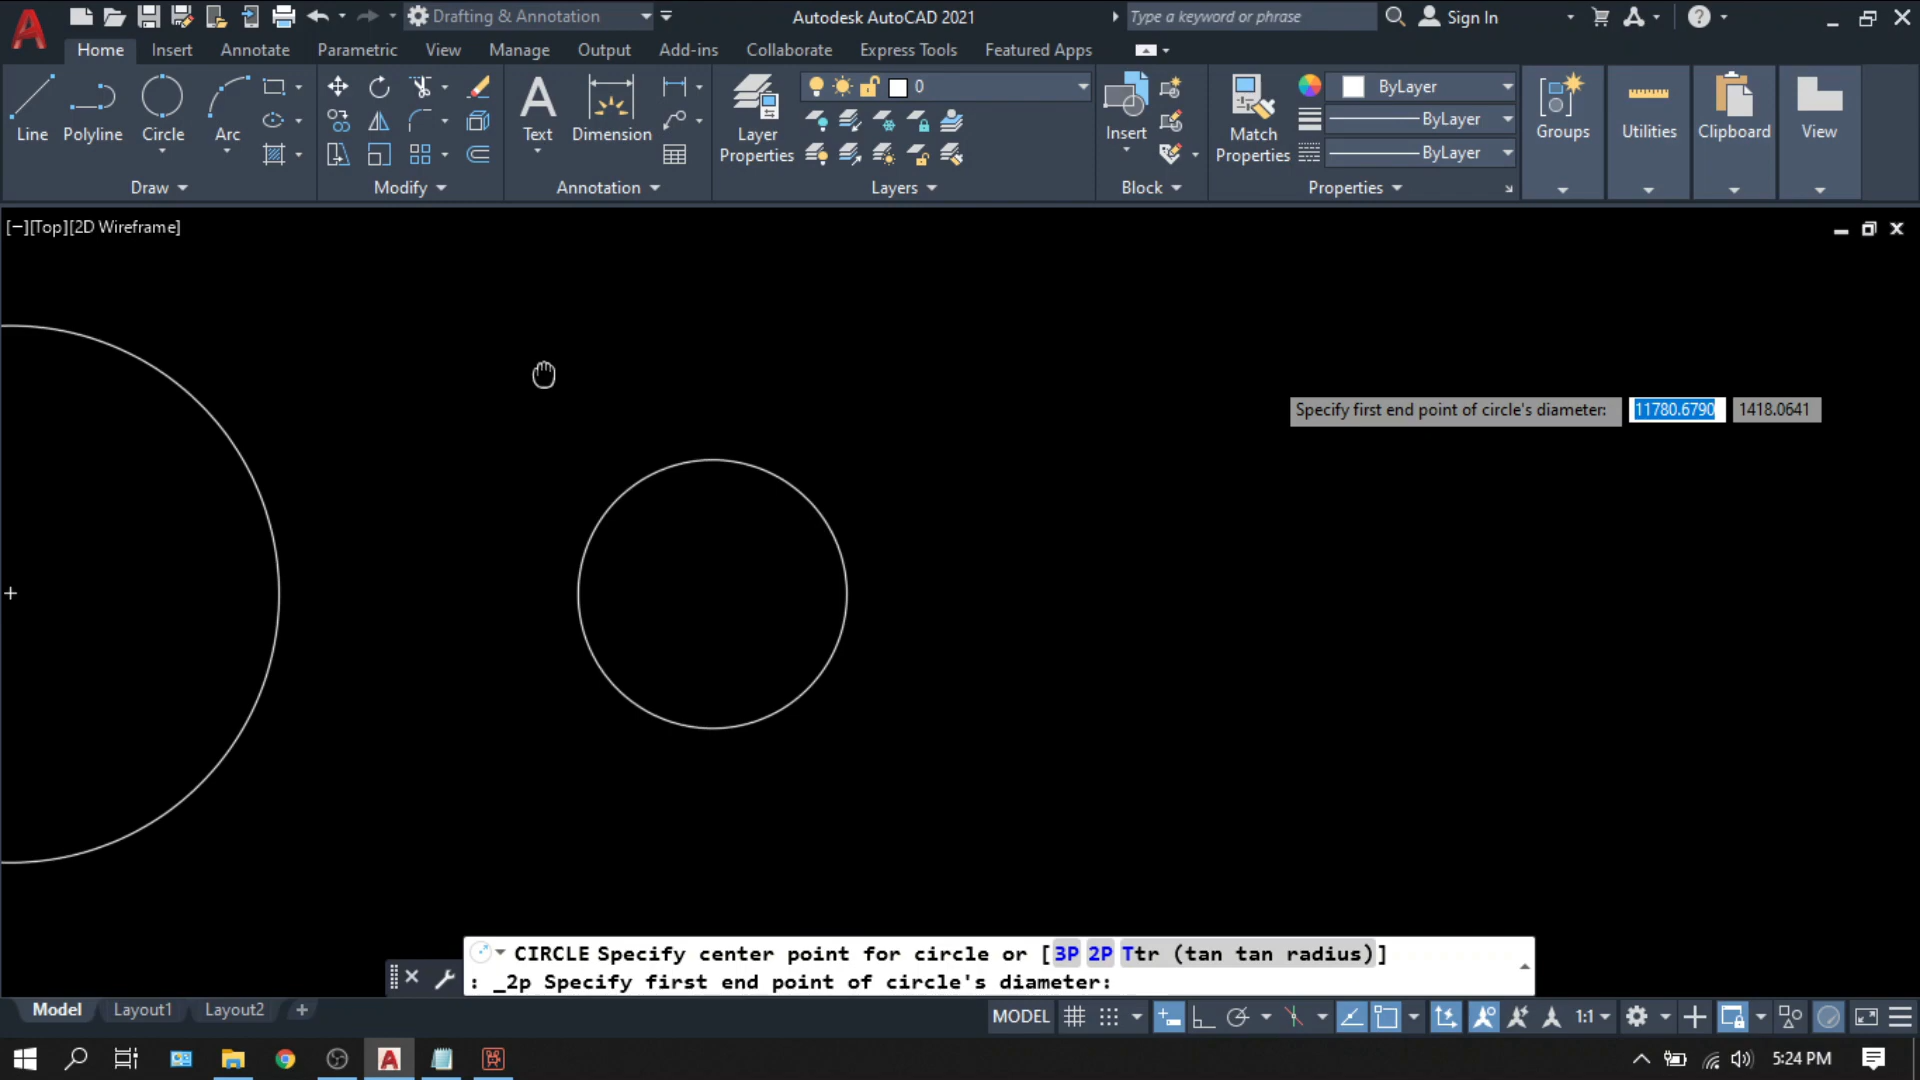 Drafting & Annotation
Autodesk AutoCAD 2021
Type a keyword or phrase
Sign In
Home
Insert
Annotate
Parametric
View
Manage
Output
Add-ins
Collaborate
Express Tools
Featured Apps
Line
Polyline
Circle
Arc
Draw
Modify
Text
Dimension
Annotation
Layer
Properties
0
Layers
Insert
Block
Match
Properties
ByLayer
ByLayer
ByLayer
Properties
Groups
Utilities
Clipboard
View
[−][Top][2D Wireframe]
Specify first end point of circle's diameter: 11780.6790 1418.0641
CIRCLE Specify center point for circle or [3P 2P Ttr (tan tan radius)]
: _2p Specify first end point of circle's diameter:
Model
Layout1
Layout2
MODEL
1:1
5:24 PM